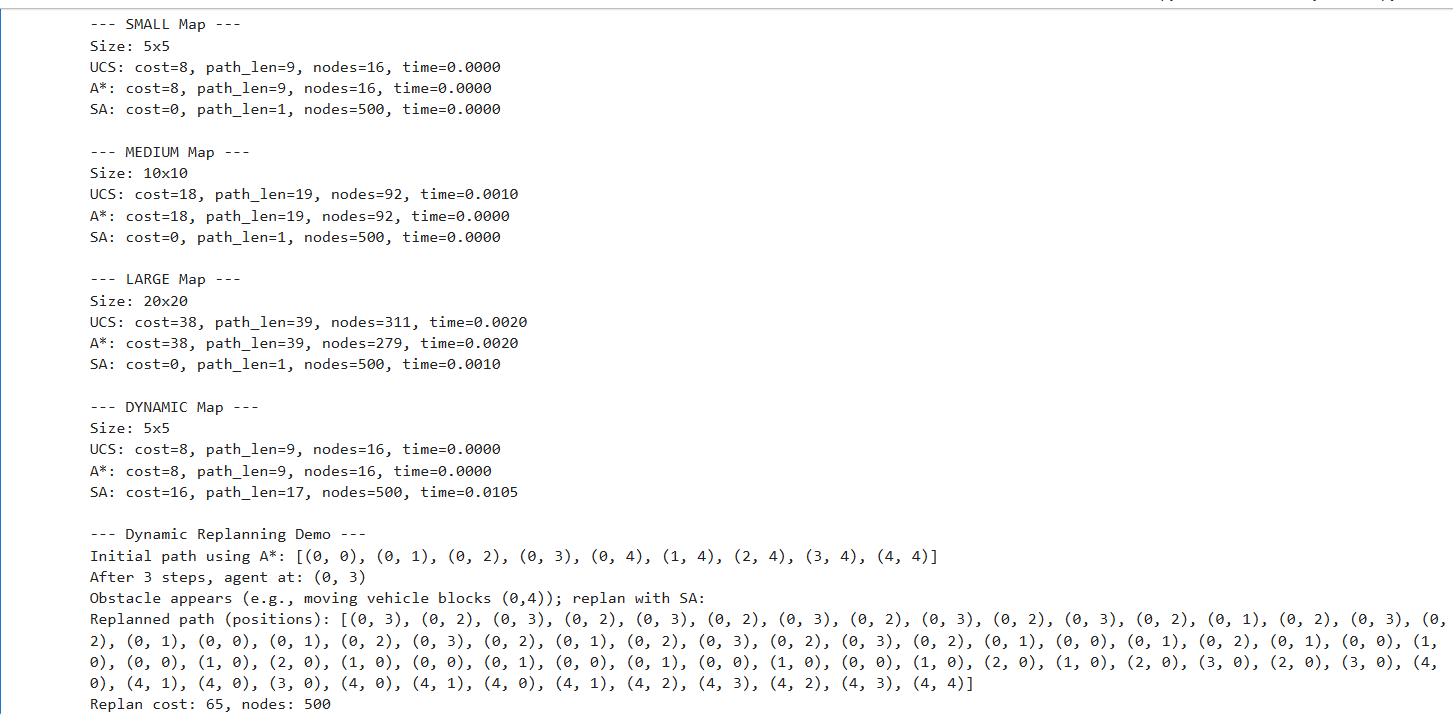 --- SMALL Map ---
Size: 5x5
UCS: cost=8, path_len=9, nodes=16, time=0.0000
A*: cost=8, path_len=9, nodes=16, time=0.0000
SA: cost=0, path_len=1, nodes=500, time=0.0000
--- MEDIUM Map ---
Size: 10x10
UCS: cost=18, path_len=19, nodes=92, time=0.0010
A*: cost=18, path_len=19, nodes=92, time=0.0000
SA: cost=0, path_len=1, nodes=500, time=0.0000
--- LARGE Map ---
Size: 20x20
UCS: cost=38, path_len=39, nodes=311, time=0.0020
A*: cost=38, path_len=39, nodes=279, time=0.0020
SA: cost=0, path_len=1, nodes=500, time=0.0010
--- DYNAMIC Map ---
Size: 5x5
UCS: cost=8, path_len=9, nodes=16, time=0.0000
A*: cost=8, path_len=9, nodes=16, time=0.0000
SA: cost=16, path_len=17, nodes=500, time=0.0105
--- Dynamic Replanning Demo ---
Initial path using A*: [(0, 0), (0, 1), (0, 2), (0, 3), (0, 4), (1, 4), (2, 4), (3, 4), (4, 4)]
After 3 steps, agent at: (0, 3)
Obstacle appears (e.g., moving vehicle blocks (0,4)); replan with SA:
Replanned path (positions): [(0, 3), (0, 2), (0, 3), (0, 2), (0, 3), (0, 2), (0, 3), (0, 2), (0, 3), (0, 2), (0, 3), (0, 2), (0, 1), (0, 2), (0, 3), (0,
2), (0, 1), (0, 0), (0, 1), (0, 2), (0, 3), (0, 2), (0, 1), (0, 2), (0, 3), (0, 2), (0, 3), (0, 2), (0, 1), (0, 0), (0, 1), (0, 2), (0, 1), (0, 0), (1,
0), (0, 0), (1, 0), (2, 0), (1, 0), (0, 0), (0, 1), (0, 0), (0, 1), (0, 0), (1, 0), (0, 0), (1, 0), (2, 0), (1, 0), (2, 0), (3, 0), (2, 0), (3, 0), (4,
0), (4, 1), (4, 0), (3, 0), (4, 0), (4, 1), (4, 0), (4, 1), (4, 2), (4, 3), (4, 2), (4, 3), (4, 4)]
Replan cost: 65, nodes: 500